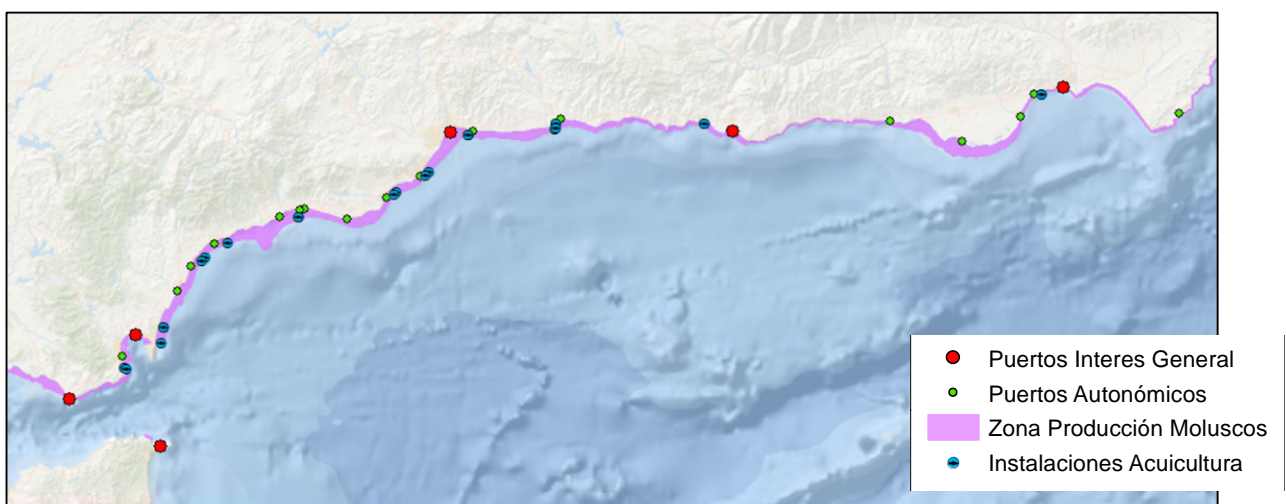 Puertos Interes General
Puertos Autonómicos
Zona Producción Moluscos
Instalaciones Acuicultura